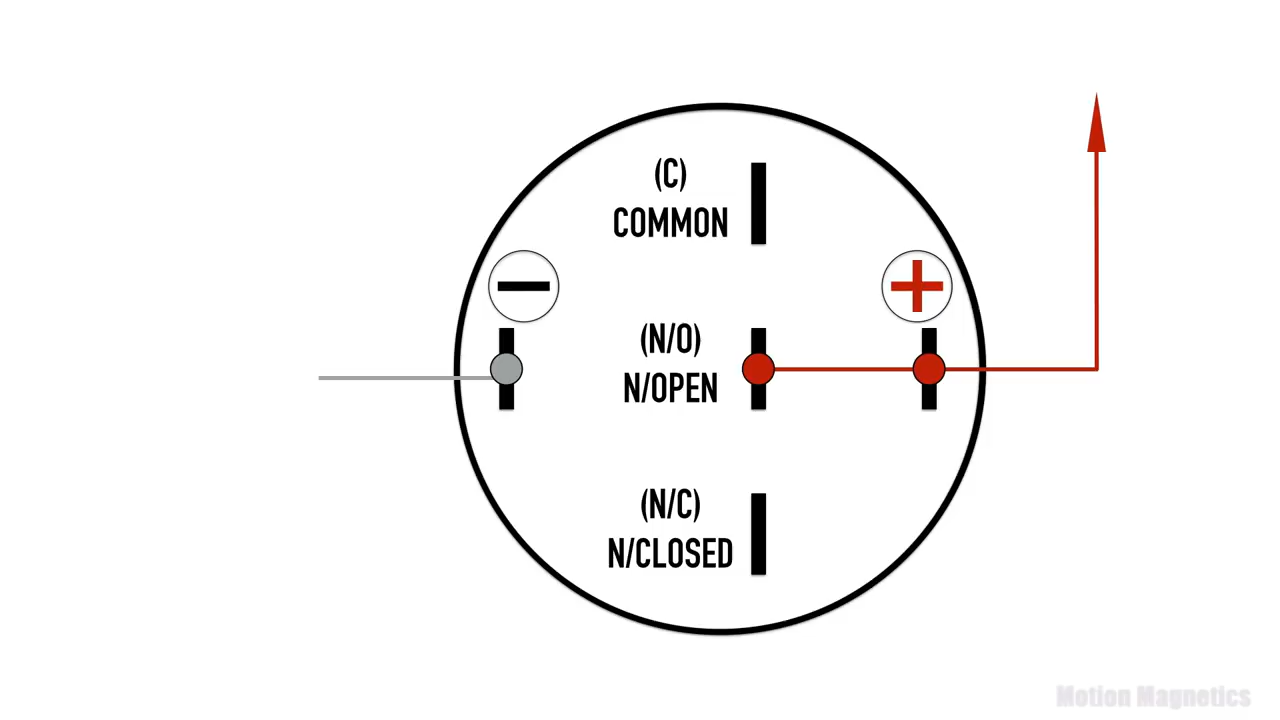 (C)
COMMON
(N/O)
N/OPEN
(N/C)
N/CLOSED
Motion Magnetics